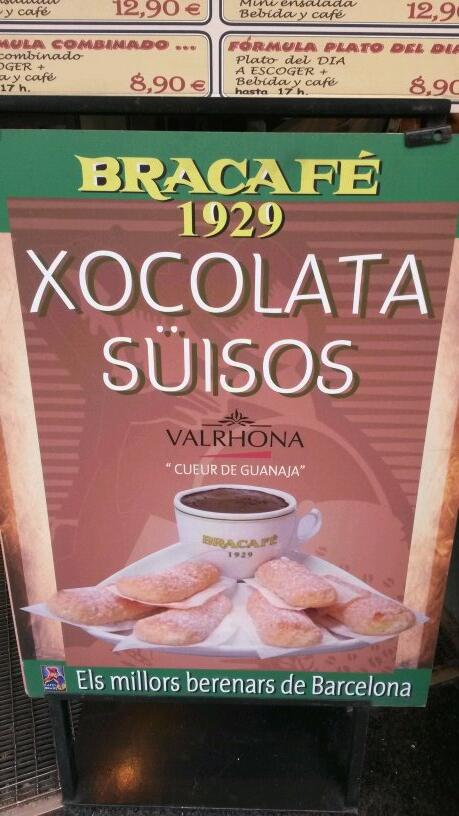 y café 12,90 €
Mini ensalada
Bebida y café 12,9
MULA COMBINADO ...
combinado
OGER +
a y café
17 h. 8,90 €
FÓRMULA PLATO DEL DIA
Plato del DIA
A ESCOGER +
Bebida y café
hasta 17 h. 8,90
BRACAFÉ
1929
XOCOLATA
SÜISOS
VALRHONA
“ CUEUR DE GUANAJA”
BRACAFÉ
1929
Els millors berenars de Barcelona